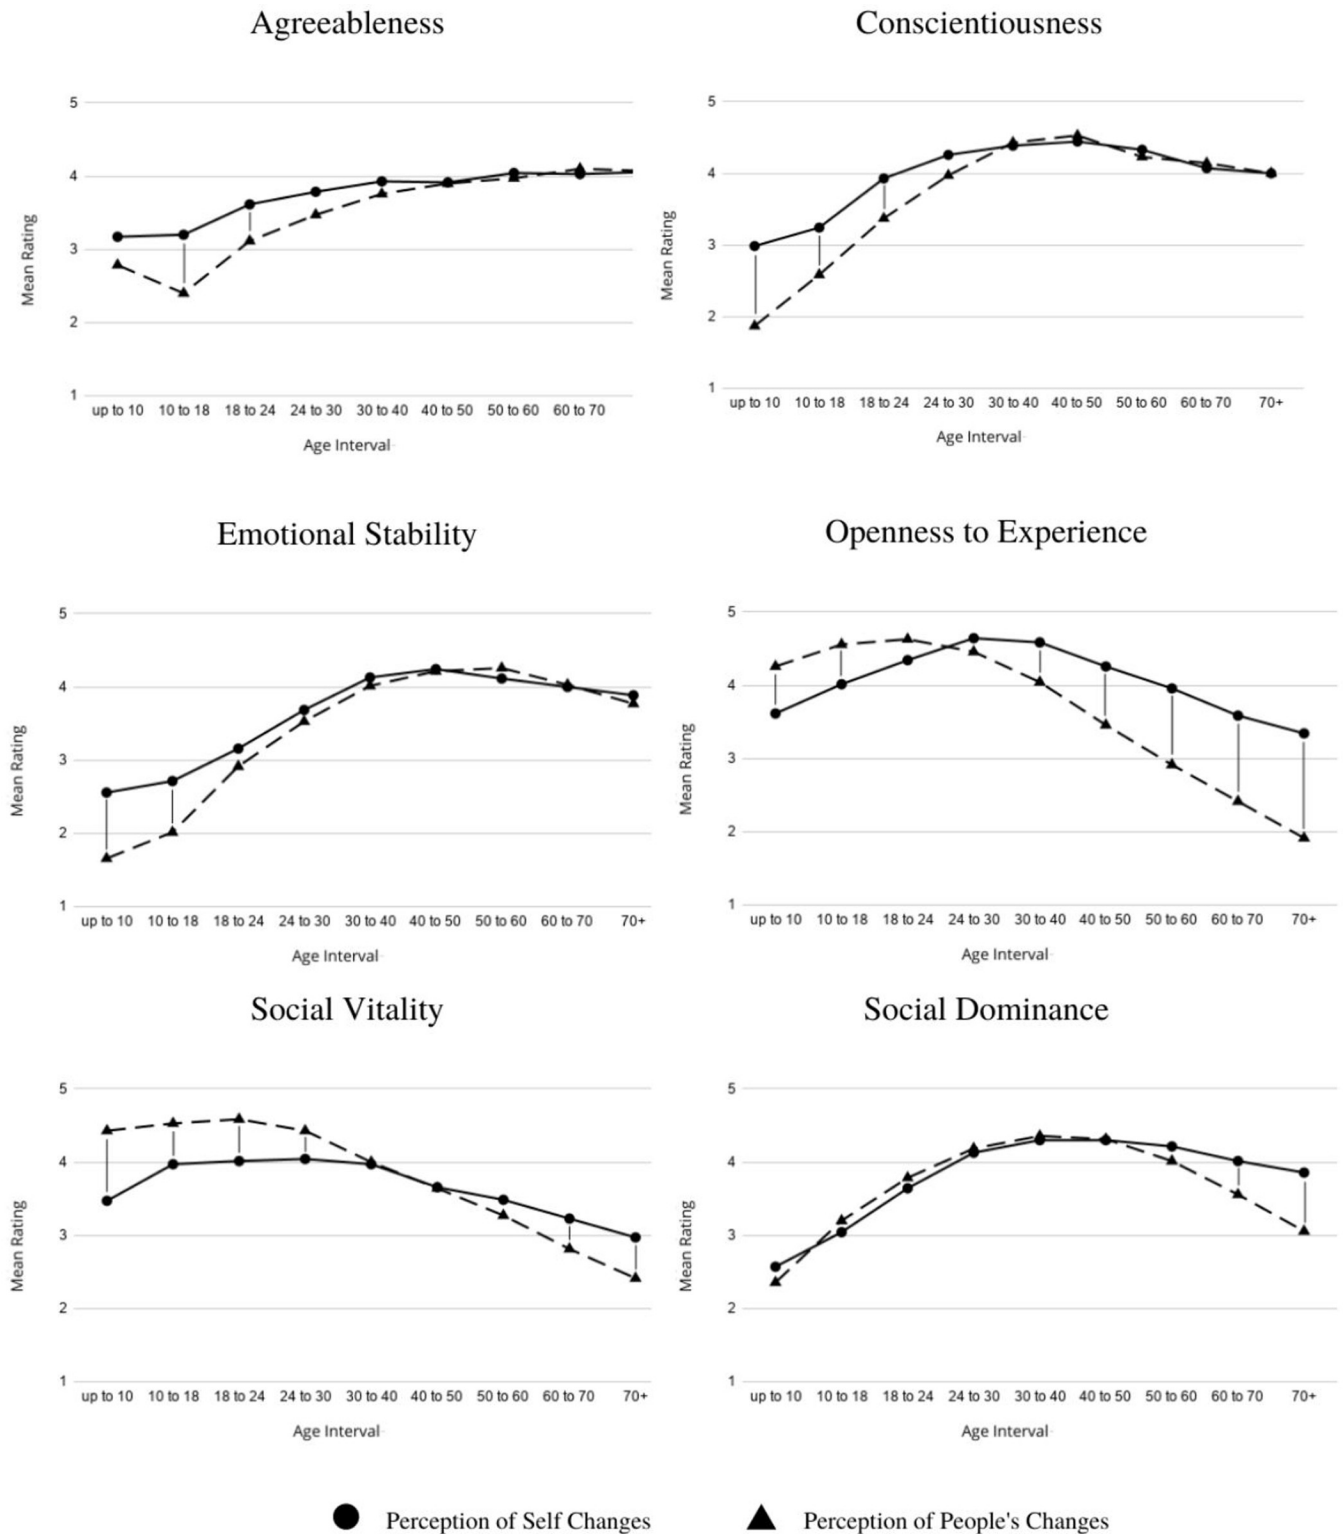 Agreeableness
5
4
3
2
1
Mean Rating
up to 10 10 to 18 18 to 24 24 to 30 30 to 40 40 to 50 50 to 60 60 to 70
Age Interval
Conscientiousness
5
4
3
2
1
Mean Rating
up to 10 10 to 18 18 to 24 24 to 30 30 to 40 40 to 50 50 to 60 60 to 70 70+
Age Interval
Emotional Stability
5
4
3
2
1
Mean Rating
up to 10 10 to 18 18 to 24 24 to 30 30 to 40 40 to 50 50 to 60 60 to 70 70+
Age Interval
Openness to Experience
5
4
3
2
1
Mean Rating
up to 10 10 to 18 18 to 24 24 to 30 30 to 40 40 to 50 50 to 60 60 to 70 70+
Age Interval
Social Vitality
5
4
3
2
1
Mean Rating
up to 10 10 to 18 18 to 24 24 to 30 30 to 40 40 to 50 50 to 60 60 to 70 70+
Age Interval
Social Dominance
5
4
3
2
1
Mean Rating
up to 10 10 to 18 18 to 24 24 to 30 30 to 40 40 to 50 50 to 60 60 to 70 70+
Age Interval
Perception of Self Changes
Perception of People's Changes